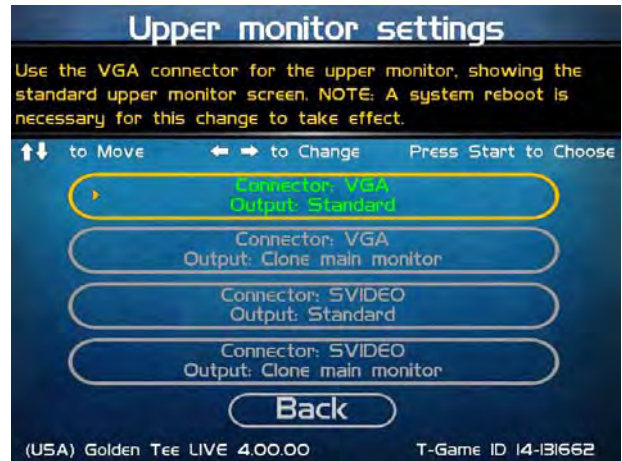 Upper monitor settings
Use the VGA connector for the upper monitor, showing the
standard upper monitor screen. NOTE: A system reboot is
necessary for this change to take effect.
↑↓ to Move ← → to Change Press Start to Choose
Connector: VGA
Output: Standard
Connector: VGA
Output: Clone main monitor
Connector: SVIDEO
Output: Standard
Connector: SVIDEO
Output: Clone main monitor
Back
(USA) Golden Tee LIVE 4.00.00 T-Game ID 14-131662